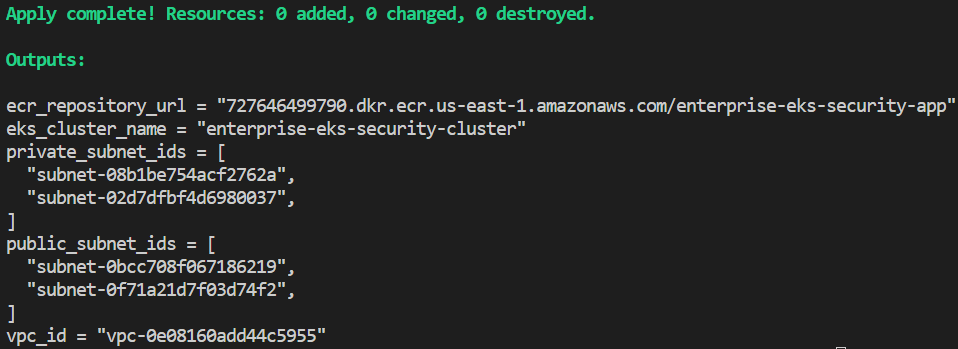 Apply complete! Resources: 0 added, 0 changed, 0 destroyed.
Outputs:
ecr_repository_url = "727646499790.dkr.ecr.us-east-1.amazonaws.com/enterprise-eks-security-app"
eks_cluster_name = "enterprise-eks-security-cluster"
private_subnet_ids = [
  "subnet-08b1be754acf2762a",
  "subnet-02d7dfbf4d6980037",
]
public_subnet_ids = [
  "subnet-0bcc708f067186219",
  "subnet-0f71a21d7f03d74f2",
]
vpc_id = "vpc-0e08160add44c5955"